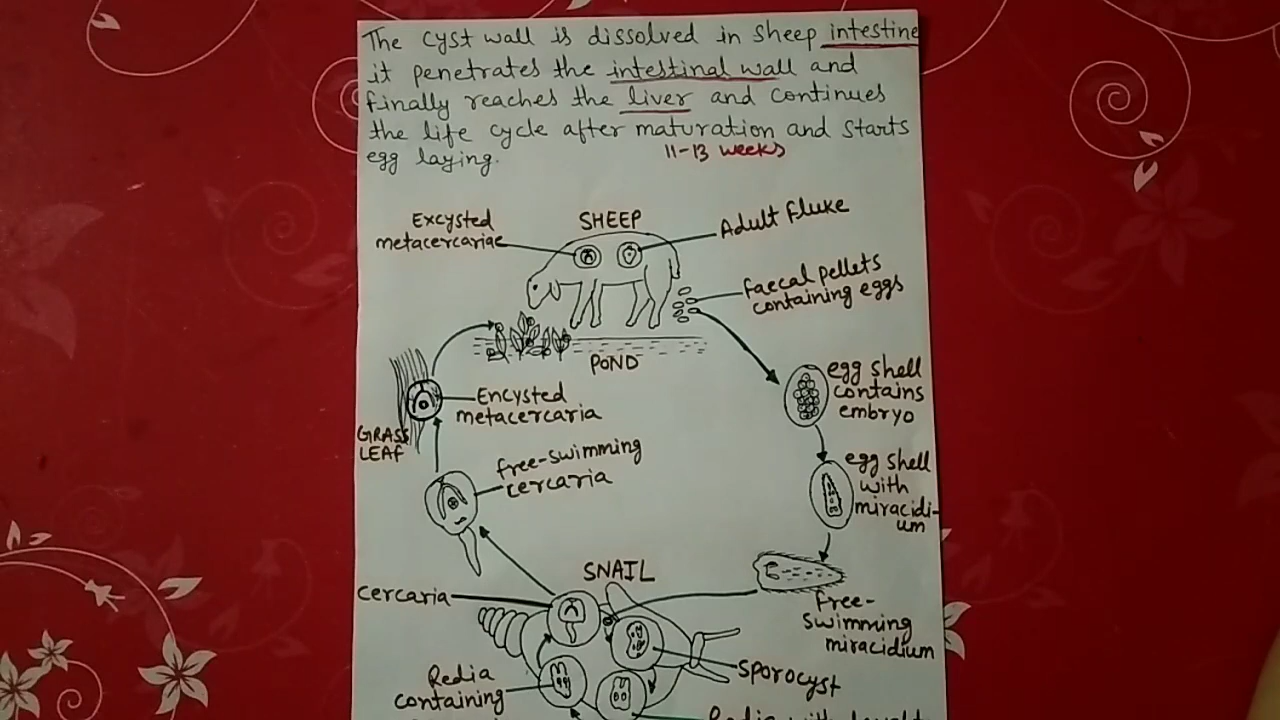 The cyst wall is dissolved in sheep intestine
it penetrates the intestinal wall and
finally reaches the liver and continues
the life cycle after maturation and starts
egg laying.
11-13 weeks
Excysted
metacercariae
SHEEP
Adult fluke
faecal pellets
containing eggs
POND
egg shell
contains
embryo
Encysted
metacercaria
GRASS
LEAF
free-swimming
cercaria
egg shell
with
miracidi-
um
SNAIL
cercaria
free-
swimming
miracidium
Sporocyst
Redia
containing
Redia with